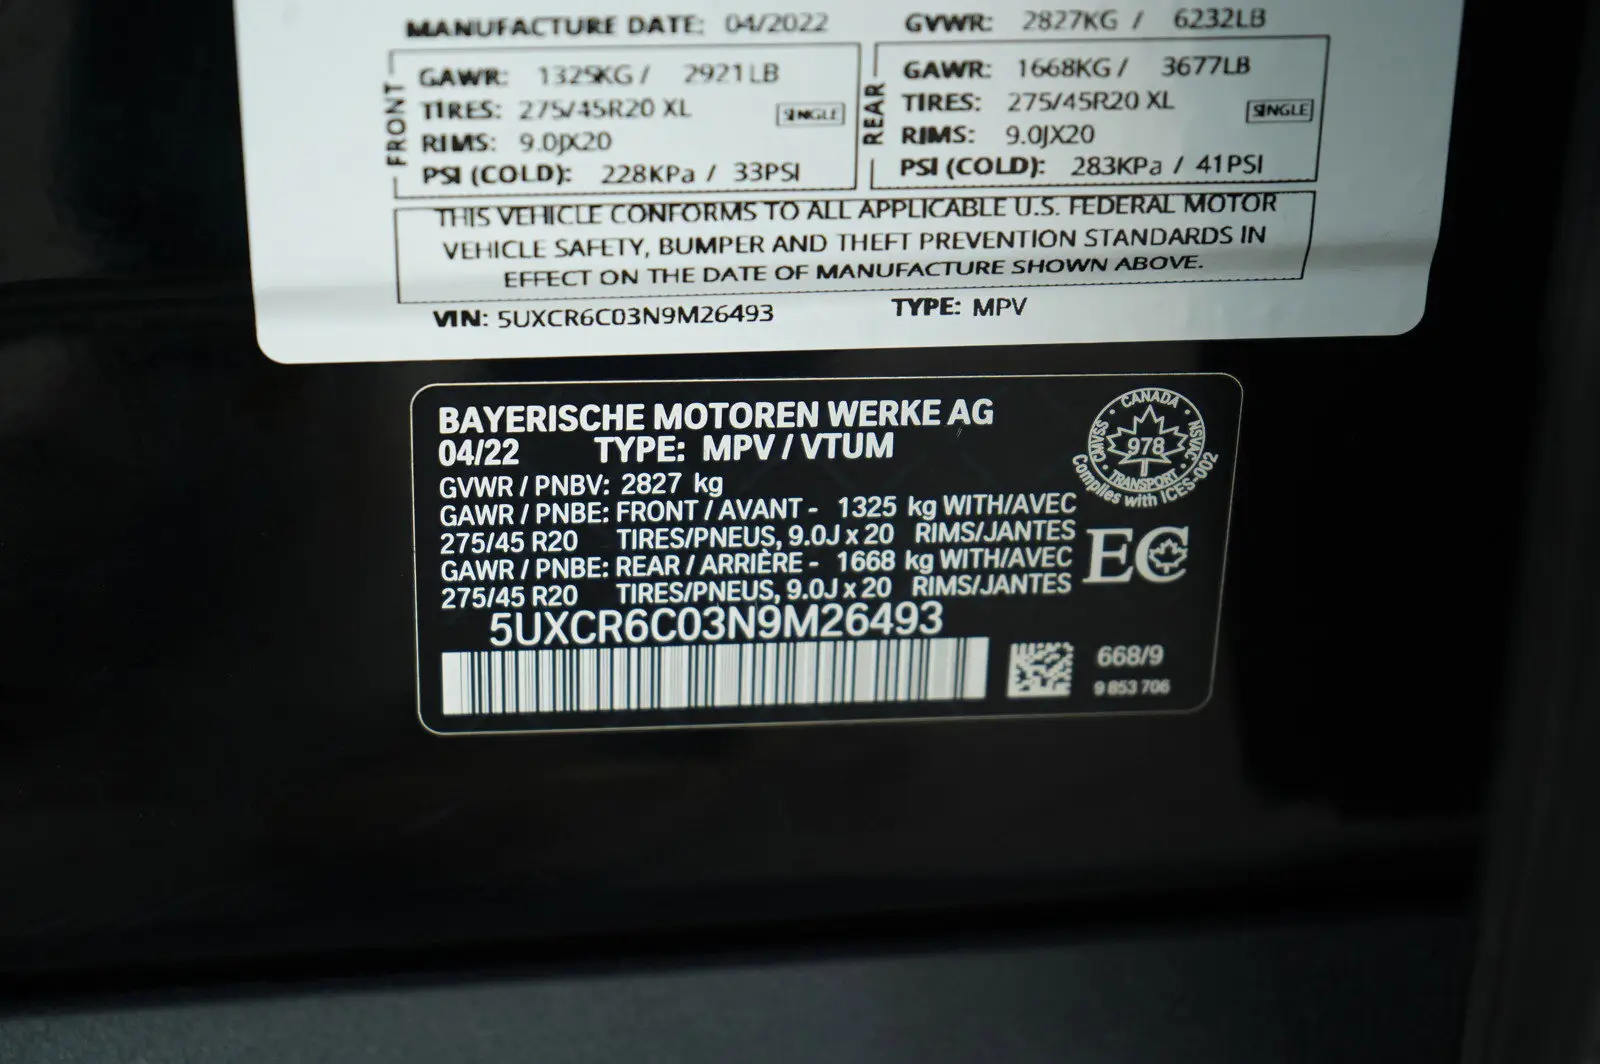 MANUFACTURE DATE: 04/2022 GVWR: 2827KG / 6232LB
FRONT
GAWR: 1325KG / 2921LB
TIRES: 275/45R20 XL SINGLE
RIMS: 9.0JX20
PSI (COLD): 228KPa / 33PSI
REAR
GAWR: 1668KG / 3677LB
TIRES: 275/45R20 XL SINGLE
RIMS: 9.0JX20
PSI (COLD): 283KPa / 41PSI
THIS VEHICLE CONFORMS TO ALL APPLICABLE U.S. FEDERAL MOTOR
VEHICLE SAFETY, BUMPER AND THEFT PREVENTION STANDARDS IN
EFFECT ON THE DATE OF MANUFACTURE SHOWN ABOVE.
VIN: 5UXCR6C03N9M26493 TYPE: MPV
BAYERISCHE MOTOREN WERKE AG
04/22 TYPE: MPV / VTUM
GVWR / PNBV: 2827 kg
GAWR / PNBE: FRONT / AVANT - 1325 kg WITH/AVEC
275/45 R20 TIRES/PNEUS, 9.0J x 20 RIMS/JANTES
GAWR / PNBE: REAR / ARRIÈRE - 1668 kg WITH/AVEC
275/45 R20 TIRES/PNEUS, 9.0J x 20 RIMS/JANTES
5UXCR6C03N9M26493
CANADA
CMVSS
978
NSVAC
TRANSPORT
Complies with ICES-002
EC
668/9
9 853 706